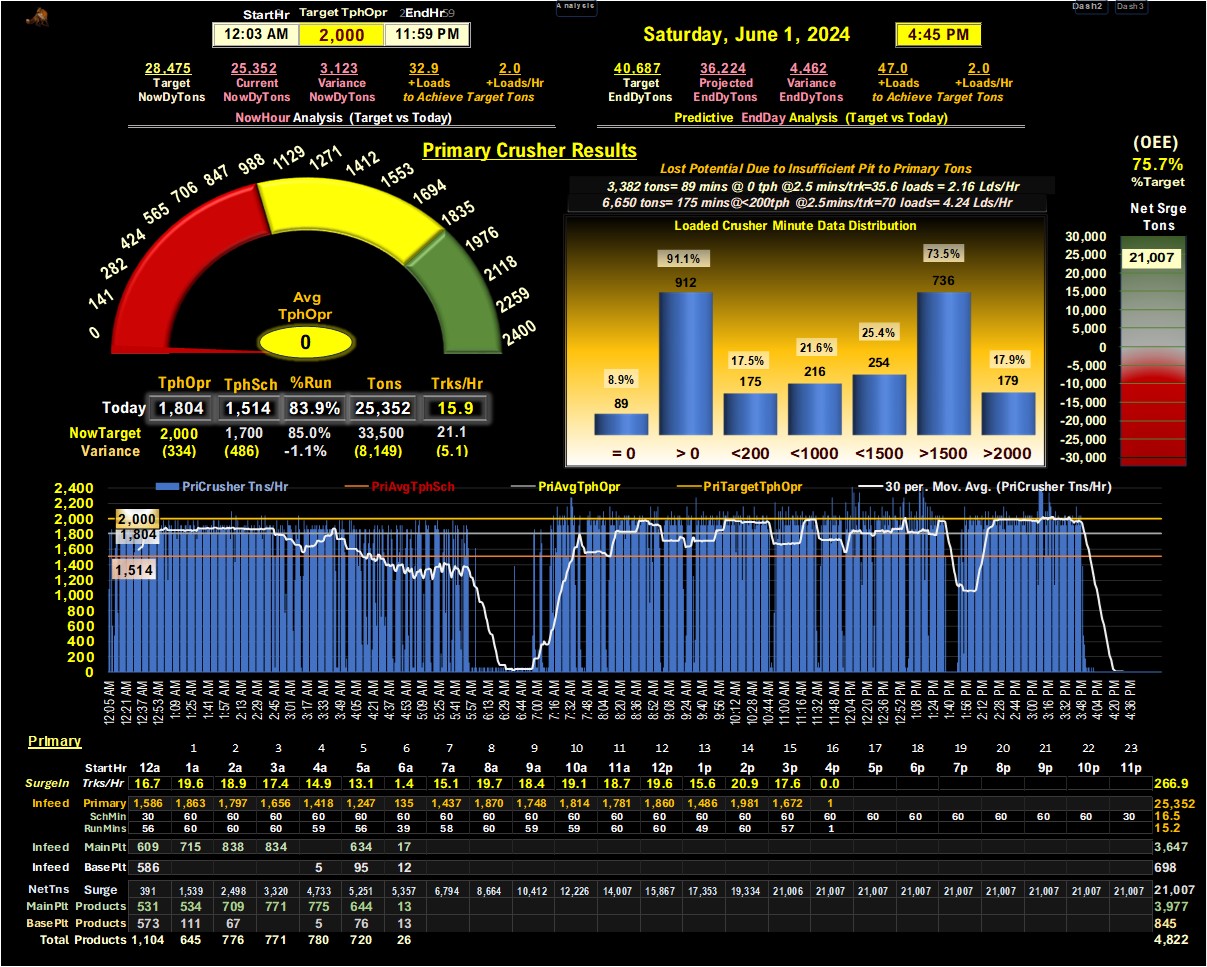 Analysis
Dash2 Dash3
StartHr Target TphOpr EndHr
12:03 AM 2,000 11:59 PM
Saturday, June 1, 2024 4:45 PM
28,475 25,352 3,123 32.9 2.0
Target Current Variance +Loads +Loads/Hr
NowDyTons NowDyTons NowDyTons to Achieve Target Tons
NowHour Analysis (Target vs Today)
40,687 36,224 4,462 47.0 2.0
Target Projected Variance +Loads +Loads/Hr
EndDyTons EndDyTons EndDyTons to Achieve Target Tons
Predictive EndDay Analysis (Target vs Today)
Primary Crusher Results
0 141 282 424 565 706 847 988 1129 1271 1412 1553 1694 1835 1976 2118 2259 2400
Avg
TphOpr
0
TphOpr TphSch %Run Tons Trks/Hr
Today 1,804 1,514 83.9% 25,352 15.9
NowTarget 2,000 1,700 85.0% 33,500 21.1
Variance (334) (486) -1.1% (8,149) (5.1)
Lost Potential Due to Insufficient Pit to Primary Tons
3,382 tons= 89 mins @ 0 tph @2.5 mins/trk=35.6 loads = 2.16 Lds/Hr
6,650 tons= 175 mins@<200tph @2.5mins/trk=70 loads= 4.24 Lds/Hr
Loaded Crusher Minute Data Distribution
8.9% 91.1% 17.5% 21.6% 25.4% 73.5% 17.9%
89 912 175 216 254 736 179
= 0 > 0 <200 <1000 <1500 >1500 >2000
(OEE)
75.7%
%Target
Net Srge
Tons
30,000
25,000
21,007
20,000
15,000
10,000
5,000
0
-5,000
-10,000
-15,000
-20,000
-25,000
-30,000
PriCrusher Tns/Hr PriAvgTphSch PriAvgTphOpr PriTargetTphOpr 30 per. Mov. Avg. (PriCrusher Tns/Hr)
2,400
2,200
2,000
1,800
1,600
1,400
1,200
1,000
800
600
400
200
0
2,000
1,804
1,514
12:05 AM 12:21 AM 12:37 AM 12:53 AM 1:09 AM 1:25 AM 1:41 AM 1:57 AM 2:13 AM 2:29 AM 2:45 AM 3:01 AM 3:17 AM 3:33 AM 3:49 AM 4:05 AM 4:21 AM 4:37 AM 4:53 AM 5:09 AM 5:25 AM 5:41 AM 5:57 AM 6:13 AM 6:29 AM 6:44 AM 7:00 AM 7:16 AM 7:32 AM 7:48 AM 8:04 AM 8:20 AM 8:36 AM 8:52 AM 9:08 AM 9:24 AM 9:40 AM 9:56 AM 10:12 AM 10:28 AM 10:44 AM 11:00 AM 11:16 AM 11:32 AM 11:48 AM 12:04 PM 12:20 PM 12:36 PM 12:52 PM 1:08 PM 1:24 PM 1:40 PM 1:56 PM 2:12 PM 2:28 PM 2:44 PM 3:00 PM 3:16 PM 3:32 PM 3:48 PM 4:04 PM 4:20 PM 4:36 PM
Primary
1 2 3 4 5 6 7 8 9 10 11 12 13 14 15 16 17 18 19 20 21 22 23
StartHr 12a 1a 2a 3a 4a 5a 6a 7a 8a 9a 10a 11a 12p 1p 2p 3p 4p 5p 6p 7p 8p 9p 10p 11p
SurgeIn Trks/Hr 16.7 19.6 18.9 17.4 14.9 13.1 1.4 15.1 19.7 18.4 19.1 18.7 19.6 15.6 20.9 17.6 0.0 266.9
Infeed Primary 1,586 1,863 1,797 1,656 1,418 1,247 135 1,437 1,870 1,748 1,814 1,781 1,860 1,486 1,981 1,672 1 25,352
SchMin 30 60 60 60 60 60 60 60 60 60 60 60 60 60 60 60 60 60 60 60 60 60 60 30 16.5
RunMins 56 60 60 60 59 56 39 58 60 59 59 60 60 49 60 57 1 15.2
Infeed MainPlt 609 715 838 834 634 17 3,647
Infeed BasePlt 586 5 95 12 698
NetTns Surge 391 1,539 2,498 3,320 4,733 5,251 5,357 6,794 8,664 10,412 12,226 14,007 15,867 17,353 19,334 21,006 21,007 21,007 21,007 21,007 21,007 21,007 21,007 21,007 21,007
MainPlt Products 531 534 709 771 775 644 13 3,977
BasePlt Products 573 111 67 5 76 13 845
Total Products 1,104 645 776 771 780 720 26 4,822